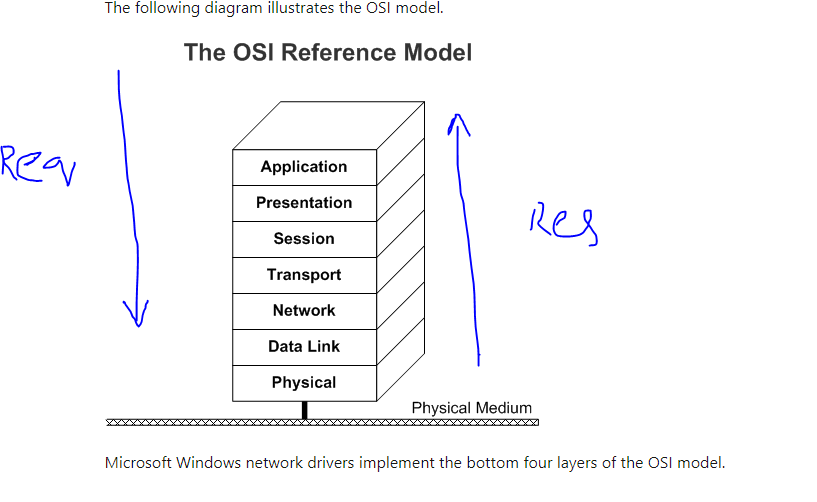 The following diagram illustrates the OSI model.
The OSI Reference Model
Req
Res
Application
Presentation
Session
Transport
Network
Data Link
Physical
Physical Medium
Microsoft Windows network drivers implement the bottom four layers of the OSI model.